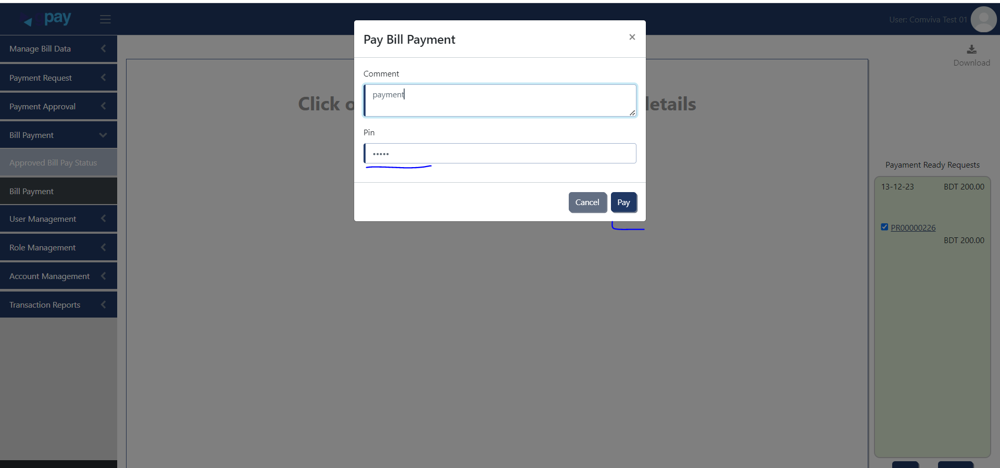 pay
User: Comviva Test 01
Manage Bill Data
Payment Request
Payment Approval
Bill Payment
Approved Bill Pay Status
Bill Payment
User Management
Role Management
Account Management
Transaction Reports
Download
Click
etails
Pay Bill Payment
×
Comment
payment
Pin
•••••
Cancel
Pay
Payament Ready Requests
13-12-23 BDT 200.00
PR00000226
BDT 200.00